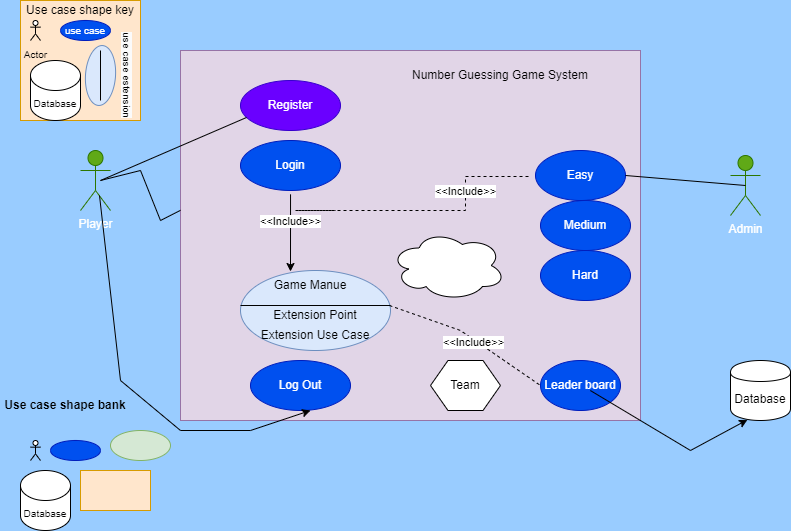 Use case shape key
use case
Actor
Database
use case estension
Number Guessing Game System
Register
Login
<<Include>>
Easy
<<Include>>
Medium
Player
Admin
Hard
Game Manue
Extension Point
Extension Use Case
<<Include>>
Log Out
Team
Leader board
Database
Use case shape bank
Database